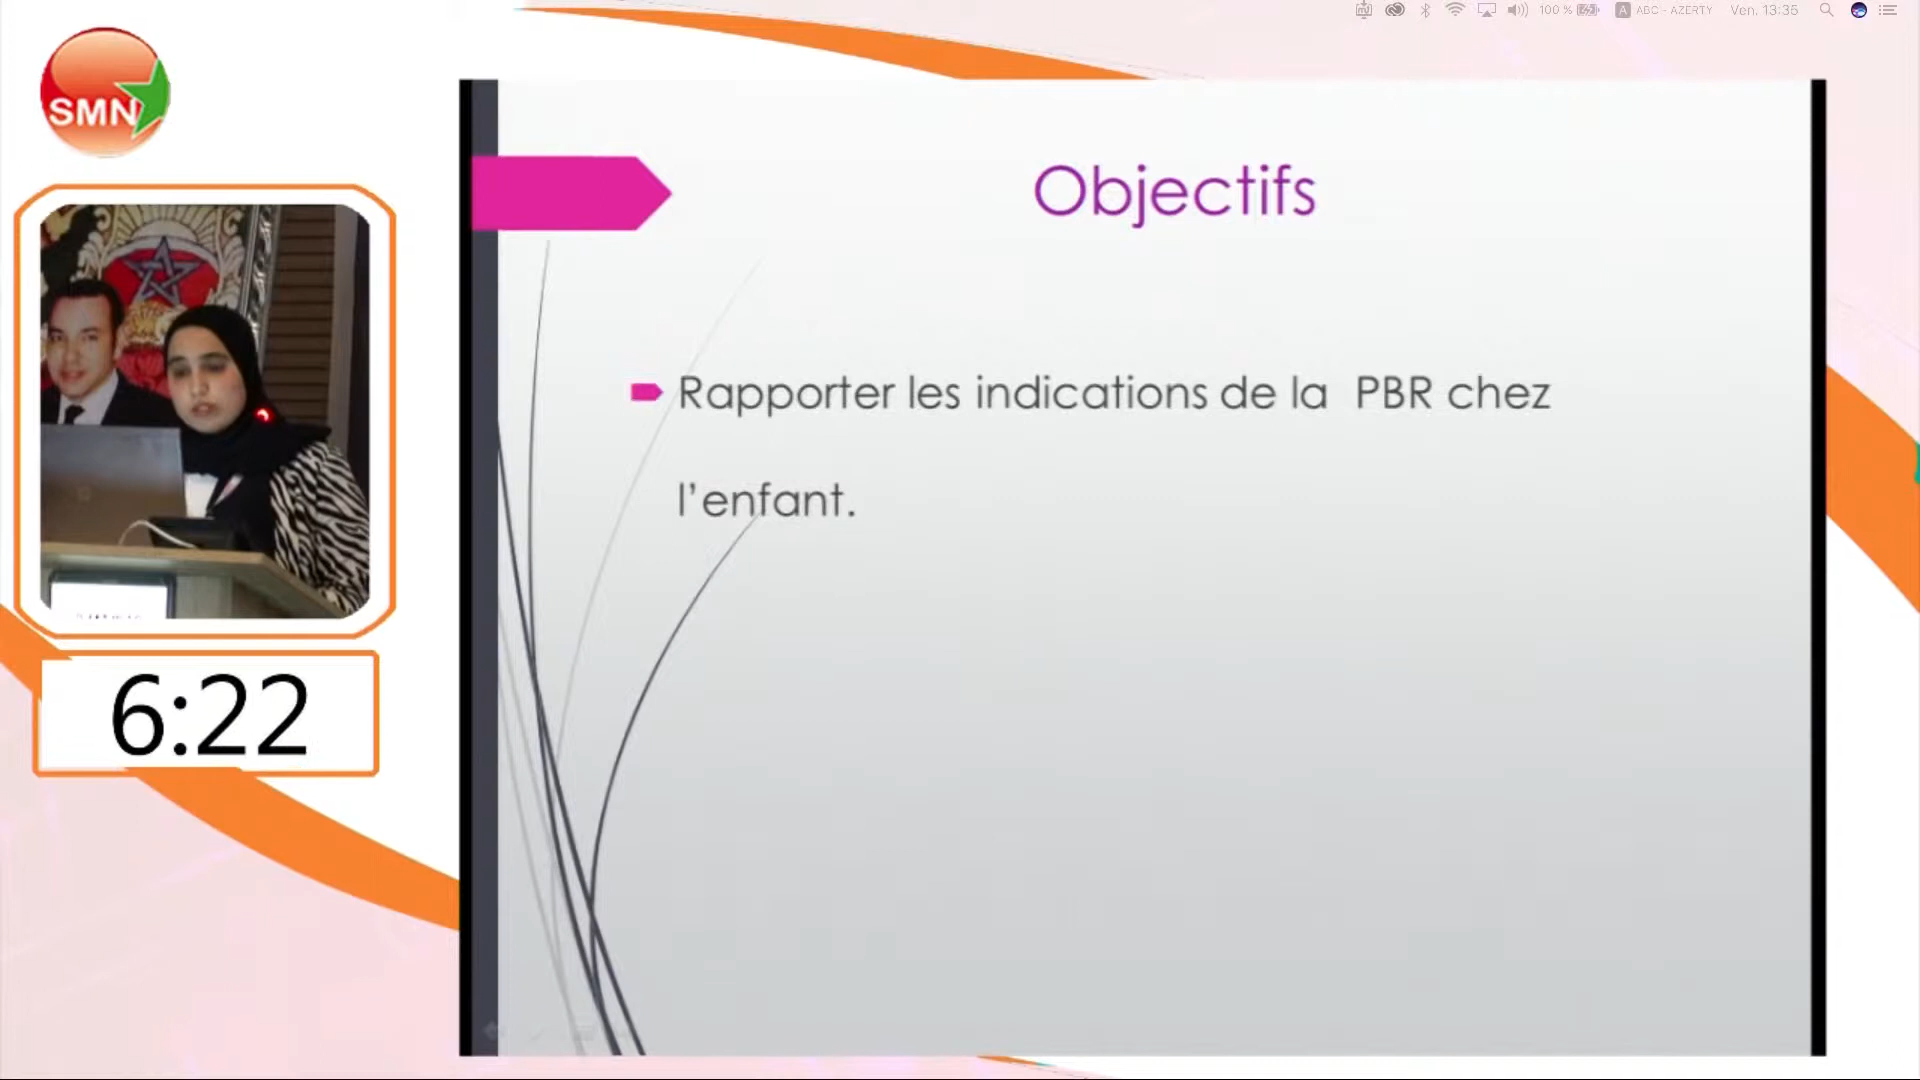 100 %
A ABC - AZERTY
Ven. 13:35
SMN
Objectifs
Rapporter les indications de la PBR chez
l’enfant.
6:22